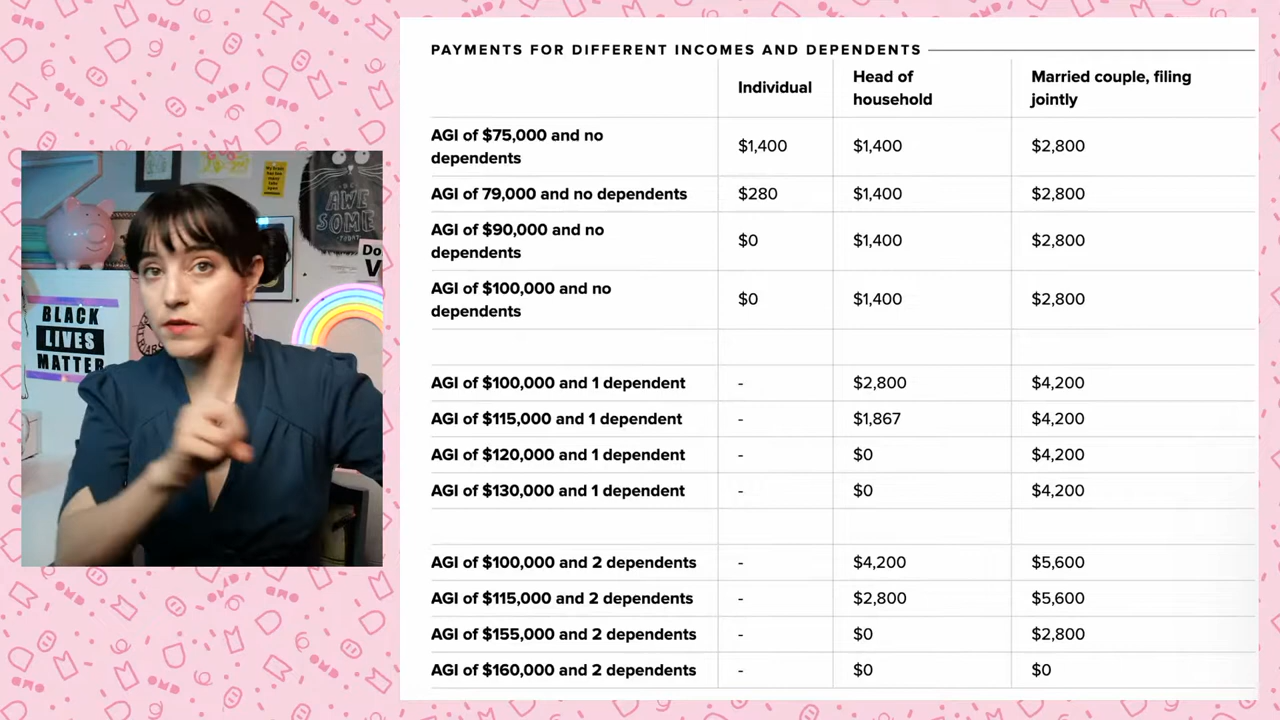 PAYMENTS FOR DIFFERENT INCOMES AND DEPENDENTS
Individual
Head of
household
Married couple, filing
jointly
AGI of $75,000 and no
dependents
$1,400
$1,400
$2,800
AGI of 79,000 and no dependents
$280
$1,400
$2,800
AGI of $90,000 and no
dependents
$0
$1,400
$2,800
AGI of $100,000 and no
dependents
$0
$1,400
$2,800
AGI of $100,000 and 1 dependent
-
$2,800
$4,200
AGI of $115,000 and 1 dependent
-
$1,867
$4,200
AGI of $120,000 and 1 dependent
-
$0
$4,200
AGI of $130,000 and 1 dependent
-
$0
$4,200
AGI of $100,000 and 2 dependents
-
$4,200
$5,600
AGI of $115,000 and 2 dependents
-
$2,800
$5,600
AGI of $155,000 and 2 dependents
-
$0
$2,800
AGI of $160,000 and 2 dependents
-
$0
$0
AWE
SOME
TODAY
Do
V
BLACK
LIVES
MATTER